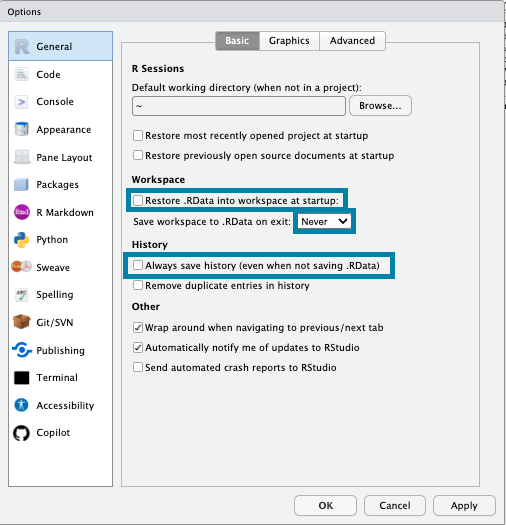 Options
General
Code
Console
Appearance
Pane Layout
Packages
R Markdown
Python
Sweave
Spelling
Git/SVN
Publishing
Terminal
Accessibility
Copilot
Basic Graphics Advanced
R Sessions
Default working directory (when not in a project):
~ Browse...
Restore most recently opened project at startup
Restore previously open source documents at startup
Workspace
Restore .RData into workspace at startup:
Save workspace to .RData on exit: Never
History
Always save history (even when not saving .RData)
Remove duplicate entries in history
Other
Wrap around when navigating to previous/next tab
Automatically notify me of updates to RStudio
Send automated crash reports to RStudio
OK Cancel Apply